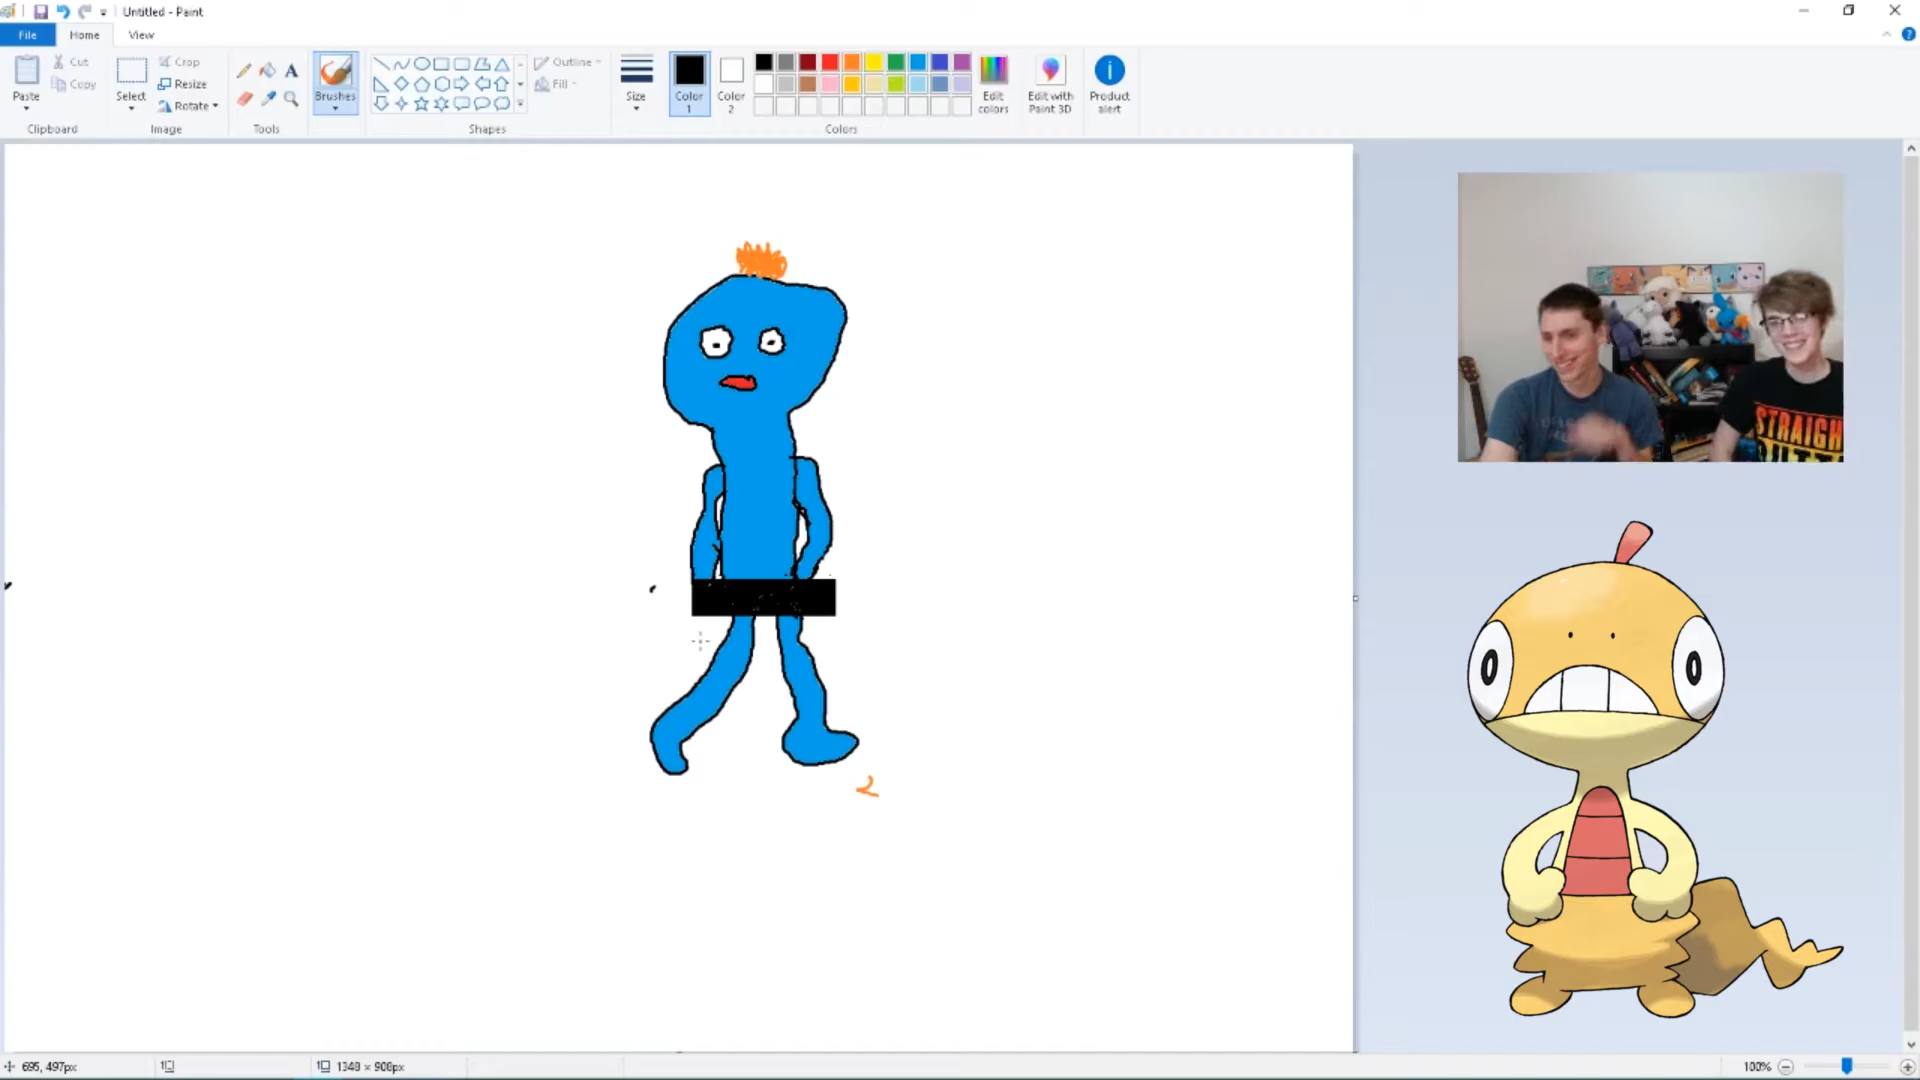 Untitled - Paint
File Home View
Paste Cut Copy Select Crop Resize Rotate Brushes Outline Fill Size Color 1 Color 2 Edit colors Edit with Paint 3D Product alert
Clipboard Image Tools Shapes Colors
STRAIGH
695, 497px 1348 × 908px 100%